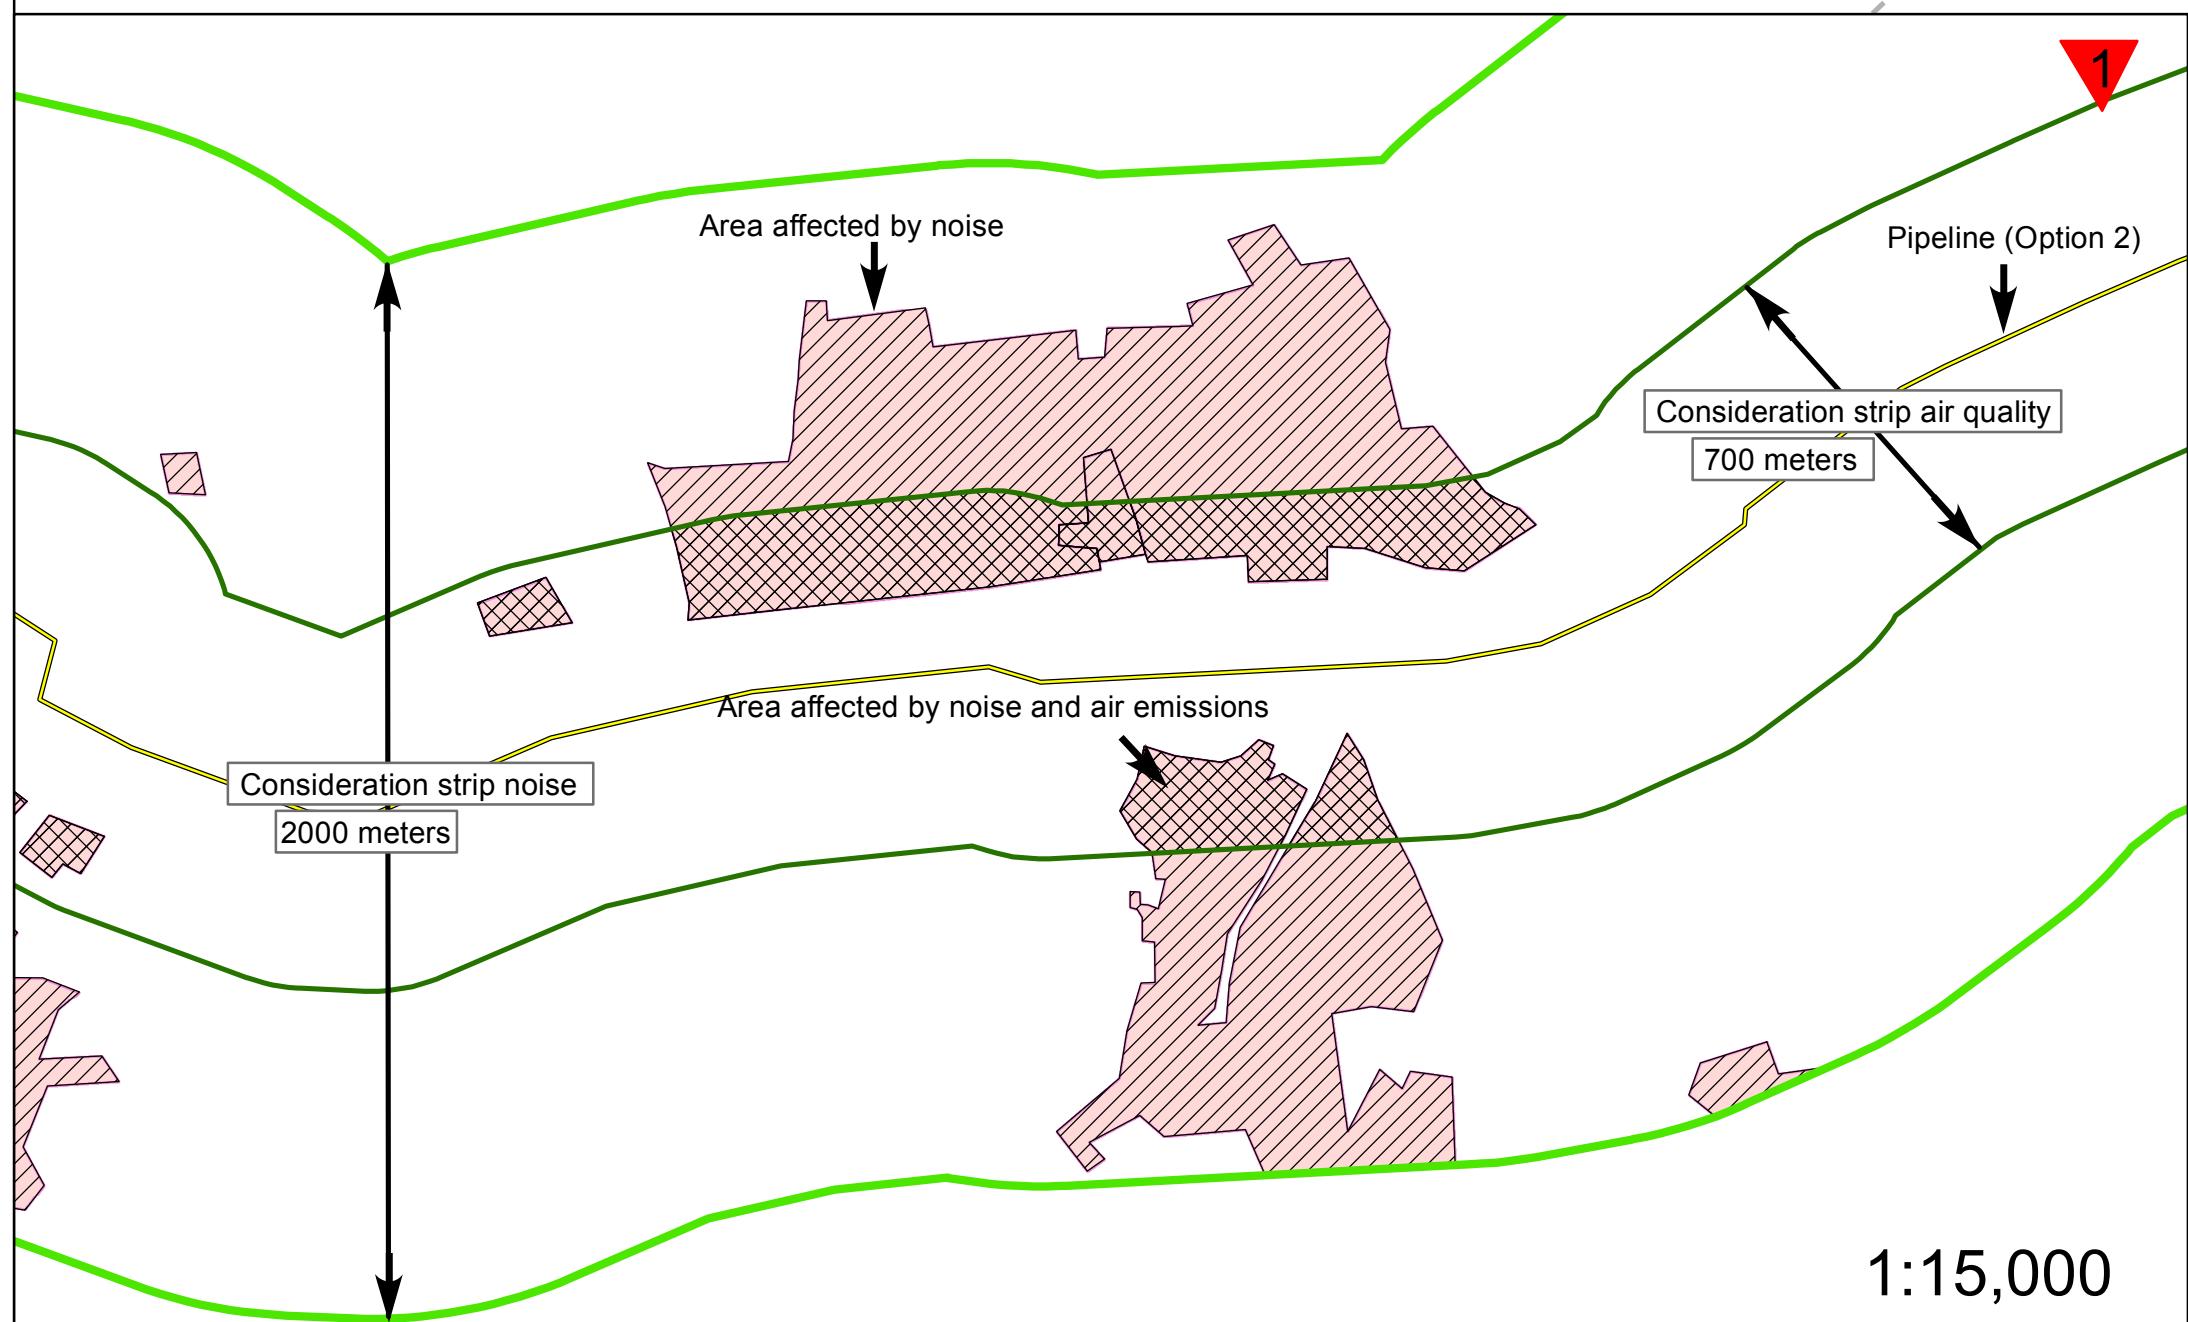 1
Area affected by noise
Pipeline (Option 2)
Consideration strip air quality
700 meters
Area affected by noise and air emissions
Consideration strip noise
2000 meters
1:15,000